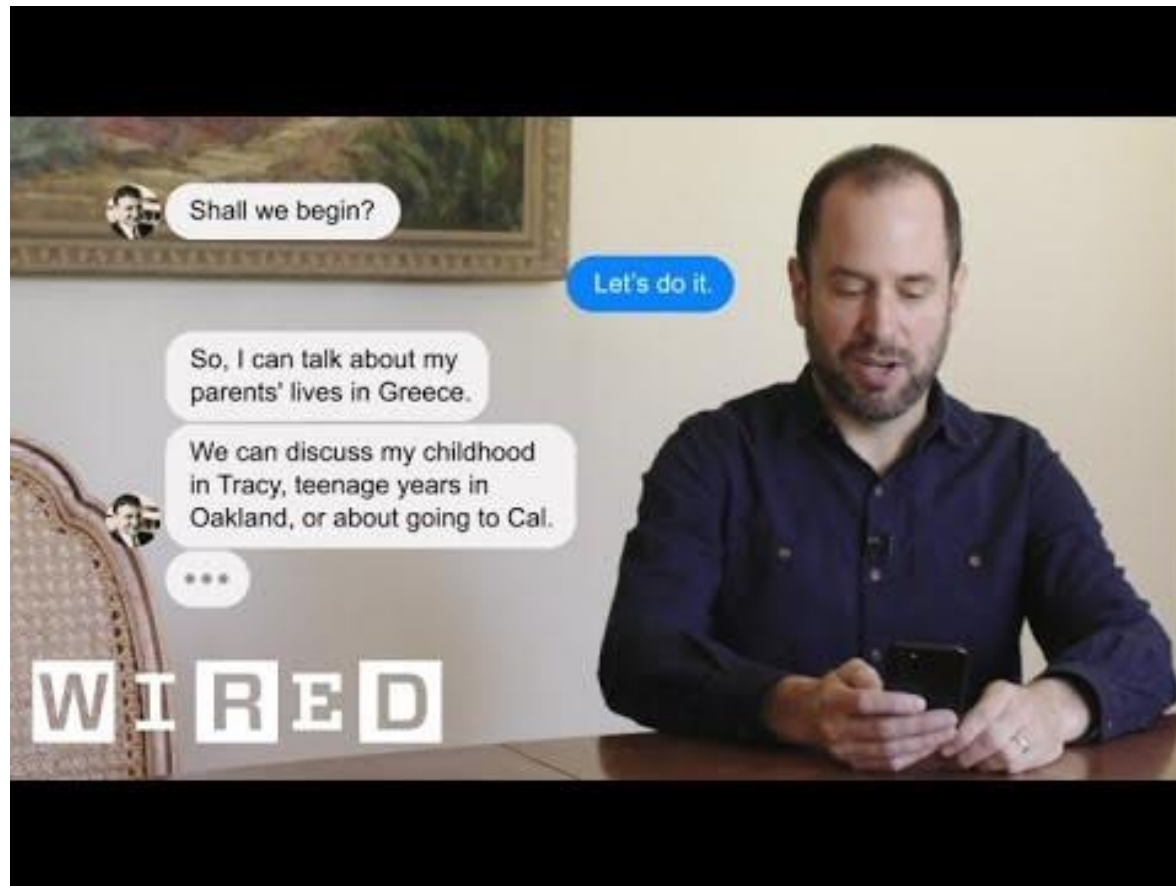 Shall we begin?
Let's do it.
So, I can talk about my
parents' lives in Greece.
We can discuss my childhood
in Tracy, teenage years in
Oakland, or about going to Cal.
WIRED